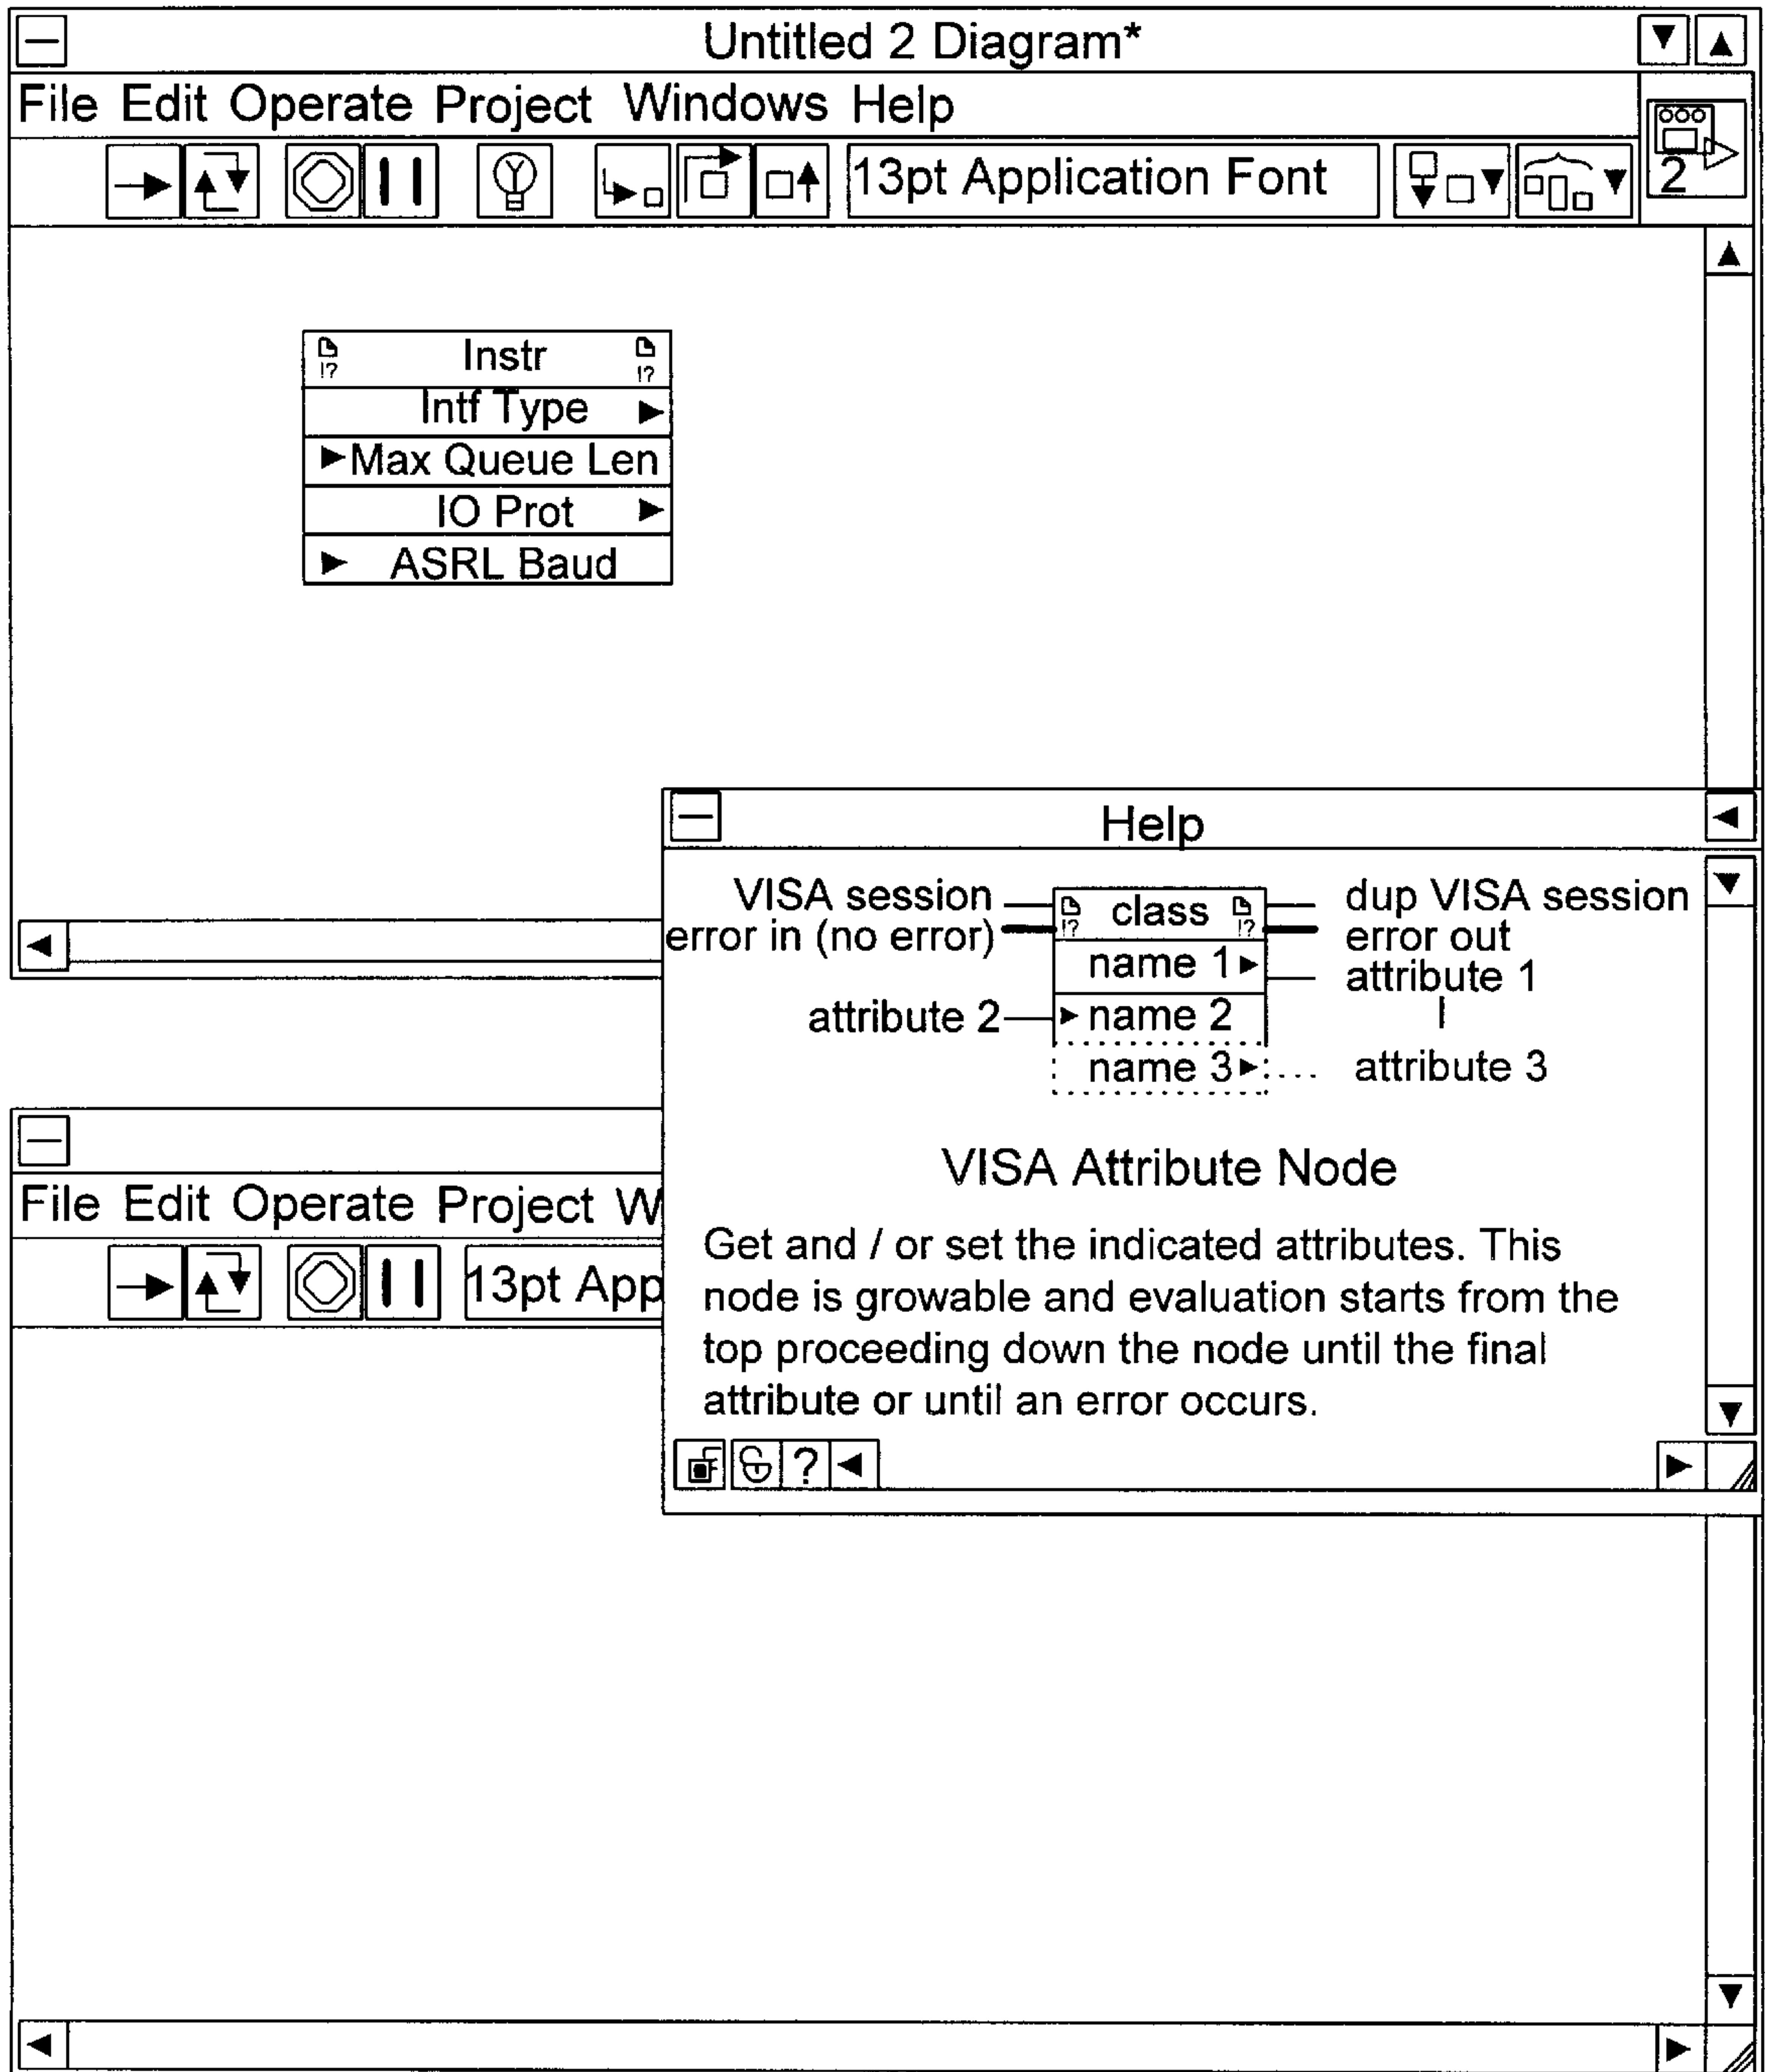 Untitled 2 Diagram*
File Edit Operate Project Windows Help
13pt Application Font
2
Instr
!? !?
Intf Type
Max Queue Len
IO Prot
ASRL Baud
Help
VISA session class dup VISA session
error in (no error) !? !? error out
name 1 attribute 1
attribute 2 name 2
name 3 attribute 3
VISA Attribute Node
Get and / or set the indicated attributes. This
node is growable and evaluation starts from the
top proceeding down the node until the final
attribute or until an error occurs.
?
File Edit Operate Project W
13pt App